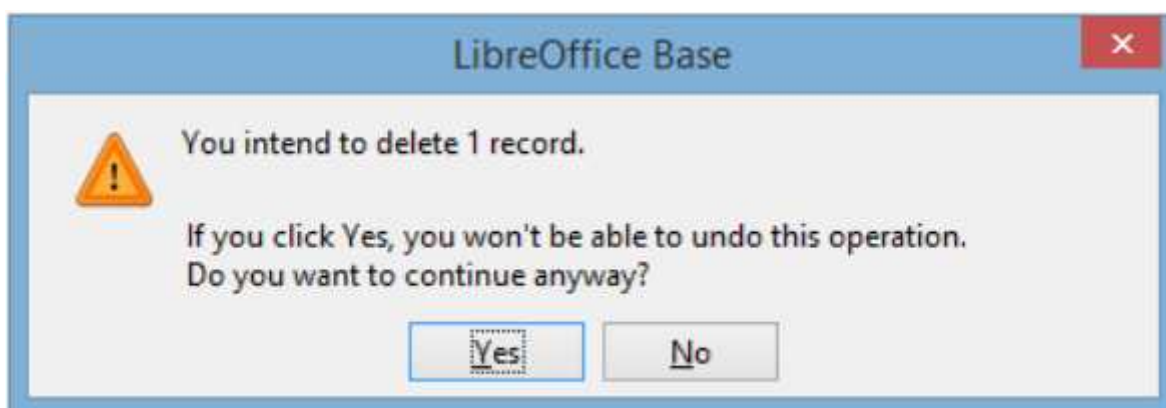 LibreOffice Base
You intend to delete 1 record.
If you click Yes, you won't be able to undo this operation.
Do you want to continue anyway?
Yes
No